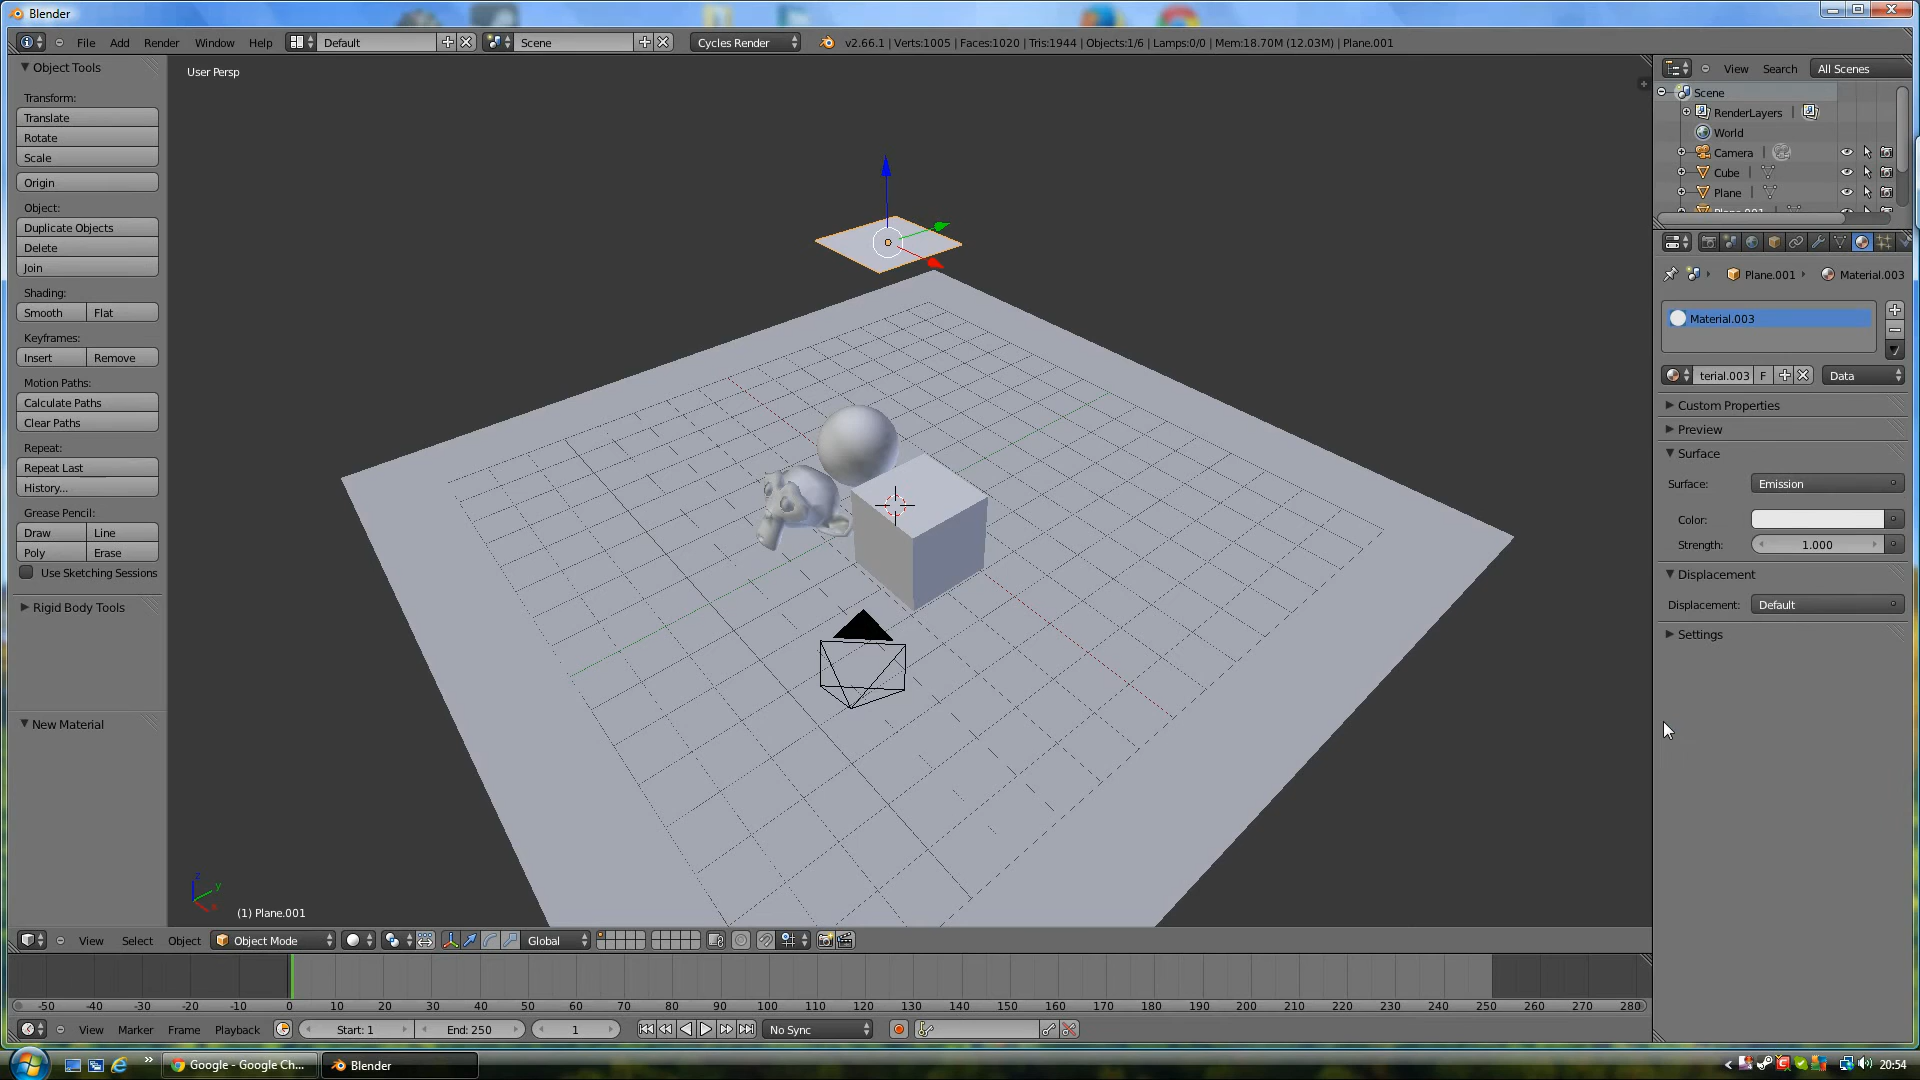 Blender
File Add Render Window Help Default Scene Cycles Render v2.66.1 | Verts:1005 | Faces:1020 | Tris:1944 | Objects:1/6 | Lamps:0/0 | Mem:18.70M (12.03M) | Plane.001
Object Tools
Transform:
Translate
Rotate
Scale
Origin
Object:
Duplicate Objects
Delete
Join
Shading:
Smooth Flat
Keyframes:
Insert Remove
Motion Paths:
Calculate Paths
Clear Paths
Repeat:
Repeat Last
History...
Grease Pencil:
Draw Line
Poly Erase
Use Sketching Sessions
Rigid Body Tools
New Material
User Persp
z
y
(1) Plane.001
View Search All Scenes
Scene
RenderLayers |
World
Camera |
Cube |
Plane |
Plane.001 Material.003
Material.003
terial.003 F Data
Custom Properties
Preview
Surface
Surface: Emission
Color:
Strength: 1.000
Displacement
Displacement: Default
Settings
View Select Object Object Mode Global
-50 -40 -30 -20 -10 0 10 20 30 40 50 60 70 80 90 100 110 120 130 140 150 160 170 180 190 200 210 220 230 240 250 260 270 280
View Marker Frame Playback Start: 1 End: 250 1 No Sync
Google - Google Ch... Blender 20:54